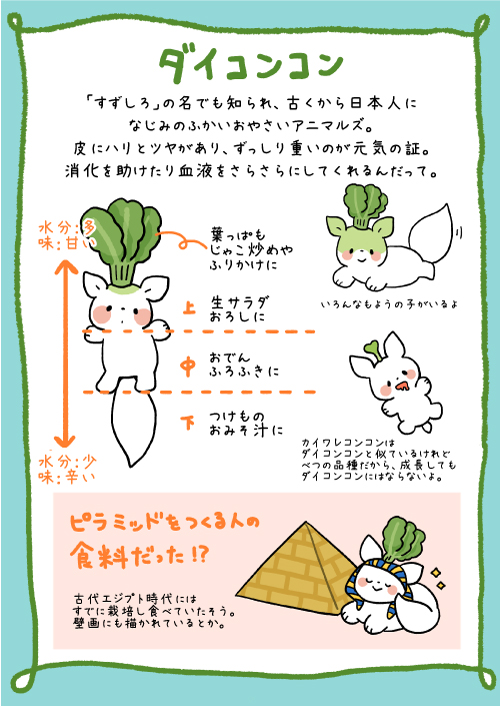 ダイコンコン
「すずしろ」の名でも知られ、古くから日本人に
なじみのふかいおやさいアニマルズ。
皮にハリとツヤがあり、ずっしり重いのが元気の証。
消化を助けたり血液をさらさらにしてくれるんだって。
水分:多
味:甘い
葉っぱも
じゃこ炒めや
ふりかけに
上 生サラダ
おろしに
中 おでん
ふろふきに
下 つけもの
おみそ汁に
水分:少
味:辛い
いろんなもようの子がいるよ
カイワレコンコンは
ダイコンコンと似ているけれど
べつの品種だから、成長しても
ダイコンコンにはならないよ。
ピラミッドをつくる人の
食料だった!?
古代エジプト時代には
すでに栽培し食べていたそう。
壁画にも描かれているとか。